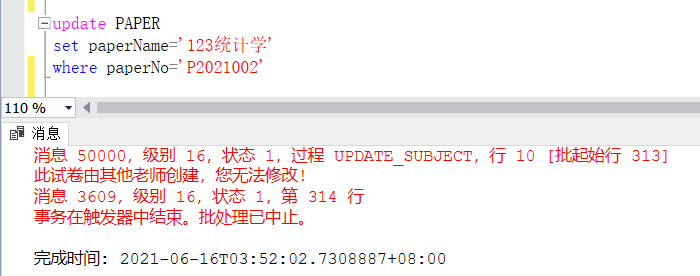 update PAPER
set paperName='123统计学'
where paperNo='P2021002'
110 %
消息
消息 50000，级别 16，状态 1，过程 UPDATE_SUBJECT，行 10 [批起始行 313]
此试卷由其他老师创建，您无法修改！
消息 3609，级别 16，状态 1，第 314 行
事务在触发器中结束。批处理已中止。
完成时间: 2021-06-16T03:52:02.7308887+08:00